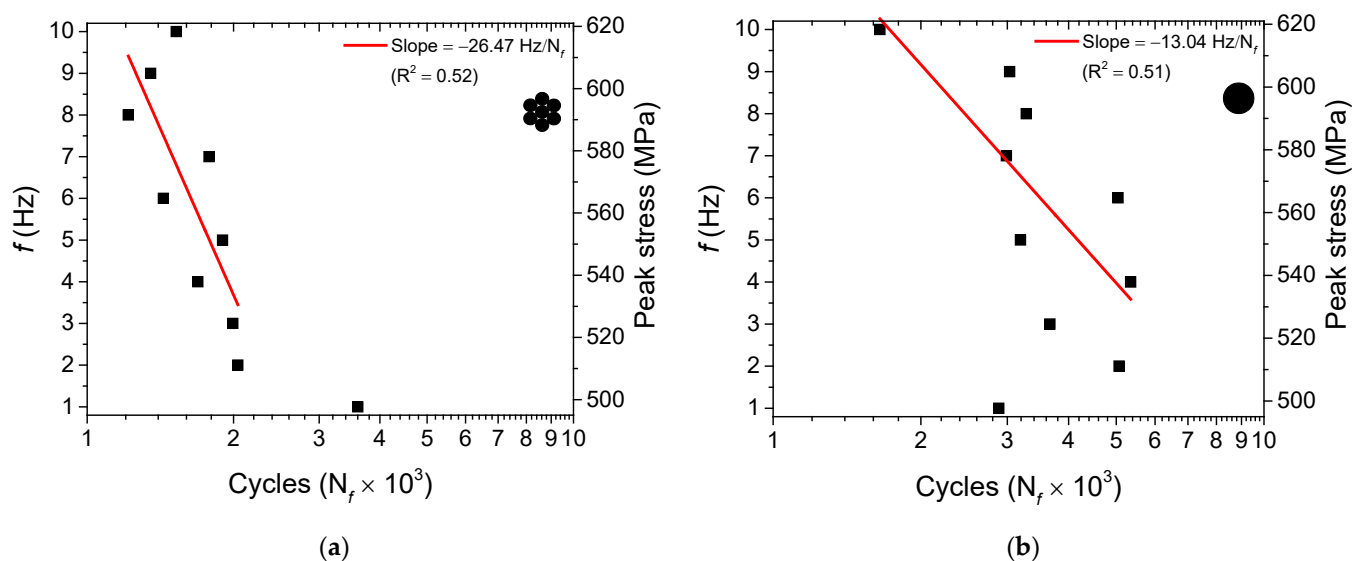 Slope = −26.47 Hz/N_f
(R² = 0.52)
f (Hz)
10
9
8
7
6
5
4
3
2
1
620
600
580
560
540
520
500
Peak stress (MPa)
1 2 3 4 5 6 7 8 9 10
Cycles (N_f × 10³)
(a)
Slope = −13.04 Hz/N_f
(R² = 0.51)
f (Hz)
10
9
8
7
6
5
4
3
2
1
620
600
580
560
540
520
500
Peak stress (MPa)
1 2 3 4 5 6 7 8 9 10
Cycles (N_f × 10³)
(b)